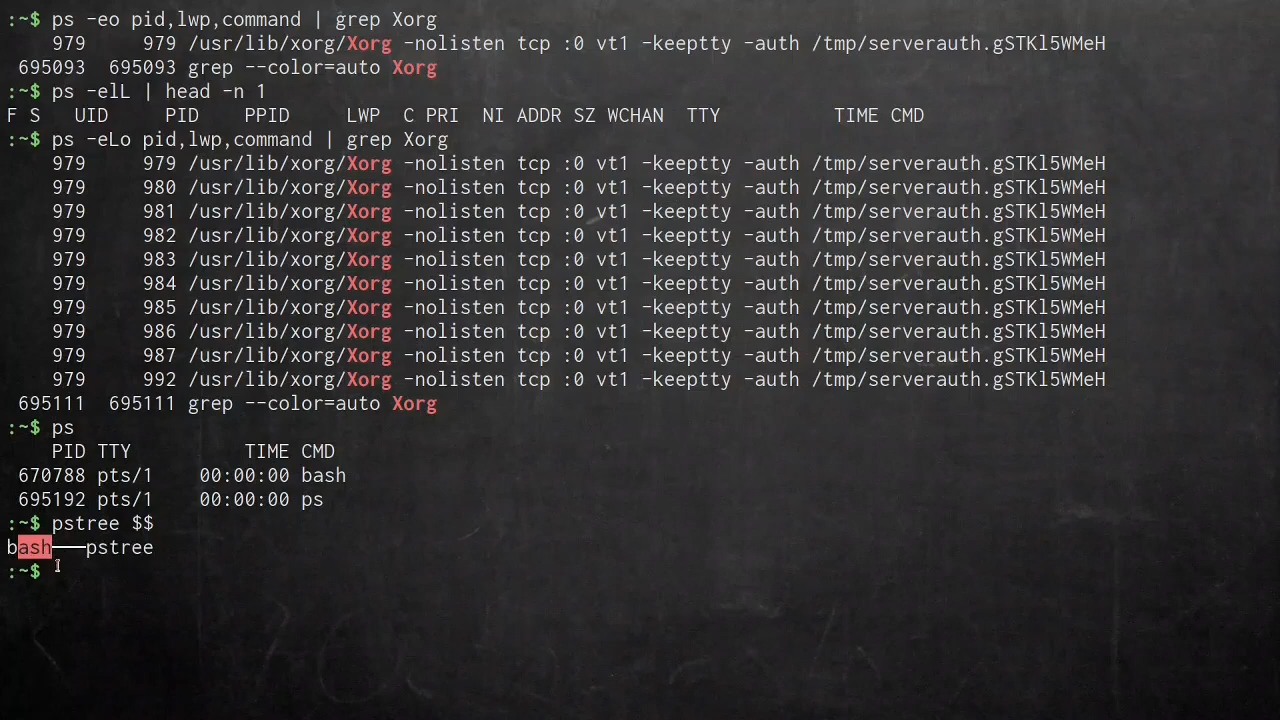 :~$ ps -eo pid,lwp,command | grep Xorg
979 979 /usr/lib/xorg/Xorg -nolisten tcp :0 vt1 -keeptty -auth /tmp/serverauth.gSTKl5WMeH
695093 695093 grep --color=auto Xorg
:~$ ps -elL | head -n 1
F S UID PID PPID LWP C PRI NI ADDR SZ WCHAN TTY TIME CMD
:~$ ps -eLo pid,lwp,command | grep Xorg
979 979 /usr/lib/xorg/Xorg -nolisten tcp :0 vt1 -keeptty -auth /tmp/serverauth.gSTKl5WMeH
979 980 /usr/lib/xorg/Xorg -nolisten tcp :0 vt1 -keeptty -auth /tmp/serverauth.gSTKl5WMeH
979 981 /usr/lib/xorg/Xorg -nolisten tcp :0 vt1 -keeptty -auth /tmp/serverauth.gSTKl5WMeH
979 982 /usr/lib/xorg/Xorg -nolisten tcp :0 vt1 -keeptty -auth /tmp/serverauth.gSTKl5WMeH
979 983 /usr/lib/xorg/Xorg -nolisten tcp :0 vt1 -keeptty -auth /tmp/serverauth.gSTKl5WMeH
979 984 /usr/lib/xorg/Xorg -nolisten tcp :0 vt1 -keeptty -auth /tmp/serverauth.gSTKl5WMeH
979 985 /usr/lib/xorg/Xorg -nolisten tcp :0 vt1 -keeptty -auth /tmp/serverauth.gSTKl5WMeH
979 986 /usr/lib/xorg/Xorg -nolisten tcp :0 vt1 -keeptty -auth /tmp/serverauth.gSTKl5WMeH
979 987 /usr/lib/xorg/Xorg -nolisten tcp :0 vt1 -keeptty -auth /tmp/serverauth.gSTKl5WMeH
979 992 /usr/lib/xorg/Xorg -nolisten tcp :0 vt1 -keeptty -auth /tmp/serverauth.gSTKl5WMeH
695111 695111 grep --color=auto Xorg
:~$ ps
PID TTY TIME CMD
670788 pts/1 00:00:00 bash
695192 pts/1 00:00:00 ps
:~$ pstree $$
bash───pstree
:~$